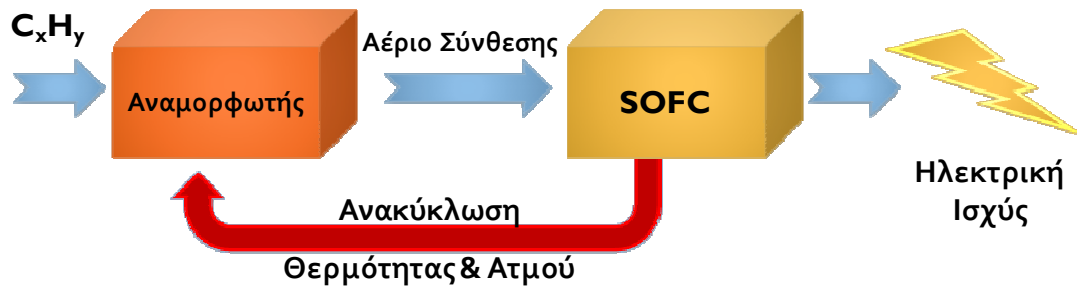 CxHy
Αναμορφωτής
Αέριο Σύνθεσης
SOFC
Ηλεκτρική
Ισχύς
Ανακύκλωση
Θερμότητας & Ατμού